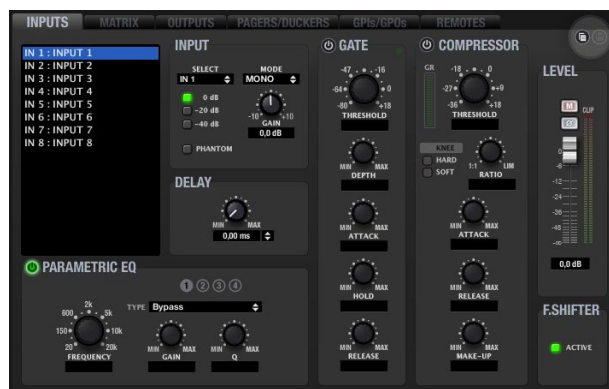 INPUTS MATRIX OUTPUTS PAGERS/DUCKERS GPIs/GPOs REMOTES
IN 1 : INPUT 1
IN 2 : INPUT 2
IN 3 : INPUT 3
IN 4 : INPUT 4
IN 5 : INPUT 5
IN 6 : INPUT 6
IN 7 : INPUT 7
IN 8 : INPUT 8
INPUT
SELECT MODE
IN 1 MONO
0 dB
-20 dB
-40 dB
-10 +10
GAIN
0,0 dB
PHANTOM
DELAY
MIN MAX
0,00 ms
PARAMETRIC EQ
1 2 3 4
TYPE Bypass
2k
600 5k
150 10k
20 20k
FREQUENCY
MIN MAX
GAIN
MIN MAX
Q
GATE
-47 -16
-64 0
-80 +18
THRESHOLD
MIN MAX
DEPTH
MIN MAX
ATTACK
MIN MAX
HOLD
MIN MAX
RELEASE
COMPRESSOR
GR
-18 0
-27 +9
-36 +18
THRESHOLD
KNEE
HARD
SOFT
1:1 LIM
RATIO
MIN MAX
ATTACK
MIN MAX
RELEASE
MIN MAX
MAKE-UP
LEVEL
M CLIP
0
-6
-12
-24
-36
-48
-∞
0,0 dB
F.SHIFTER
ACTIVE